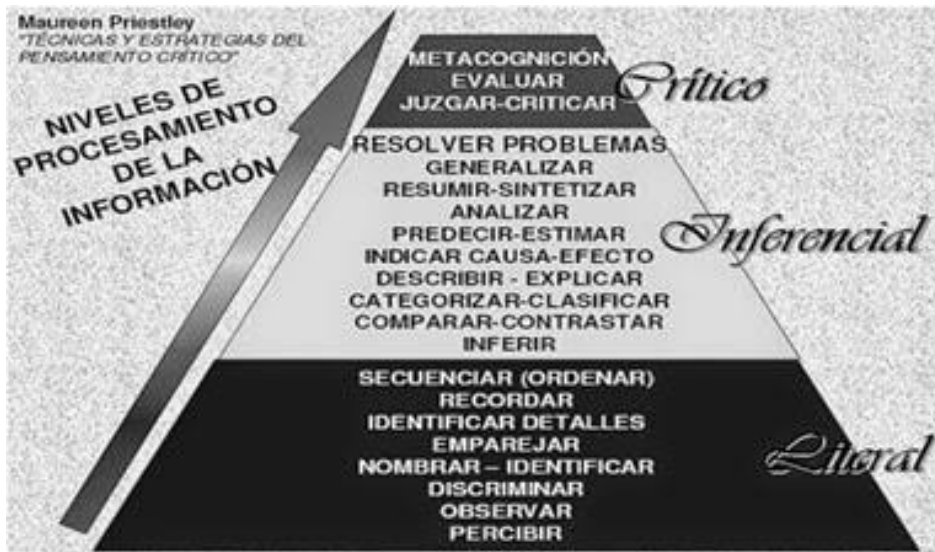 Maureen Priestley
"TÉCNICAS Y ESTRATEGIAS DEL
PENSAMIENTO CRÍTICO"
NIVELES DE
PROCESAMIENTO
DE LA
INFORMACIÓN
METACOGNICIÓN
EVALUAR
JUZGAR-CRITICAR
Crítico
RESOLVER PROBLEMAS
GENERALIZAR
RESUMIR-SINTETIZAR
ANALIZAR
PREDECIR-ESTIMAR
INDICAR CAUSA-EFECTO
DESCRIBIR - EXPLICAR
CATEGORIZAR-CLASIFICAR
COMPARAR-CONTRASTAR
INFERIR
Inferencial
SECUENCIAR (ORDENAR)
RECORDAR
IDENTIFICAR DETALLES
EMPAREJAR
NOMBRAR – IDENTIFICAR
DISCRIMINAR
OBSERVAR
PERCIBIR
Literal